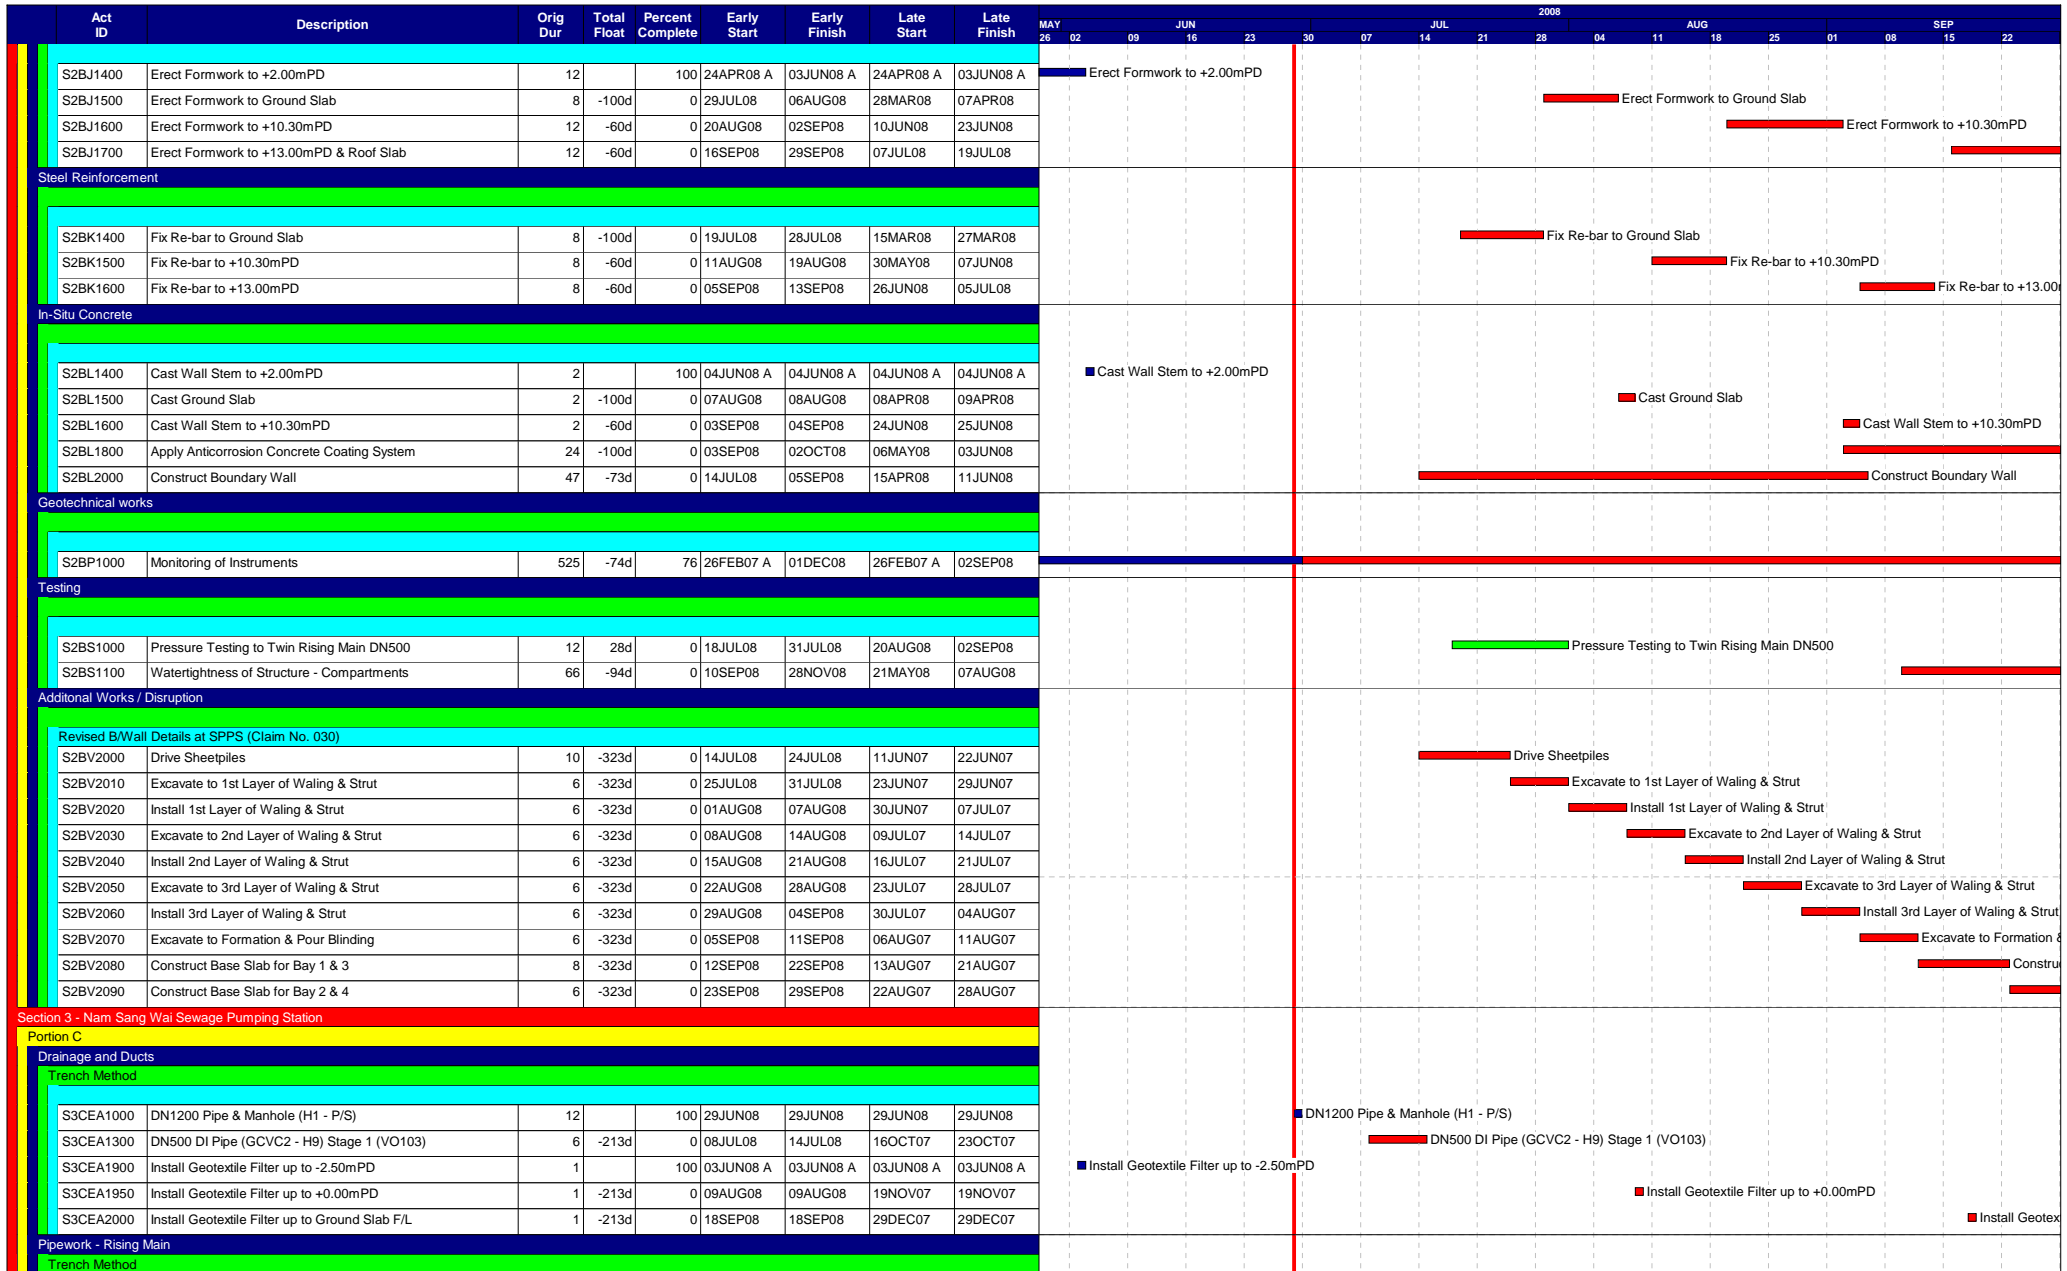 Act ID Description Orig Dur Total Float Percent Complete Early Start Early Finish Late Start Late Finish
2008
MAY JUN JUL AUG SEP
26 02 09 16 23 30 07 14 21 28 04 11 18 25 01 08 15 22
S2BJ1400 Erect Formwork to +2.00mPD 12 100 24APR08 A 03JUN08 A 24APR08 A 03JUN08 A Erect Formwork to +2.00mPD
S2BJ1500 Erect Formwork to Ground Slab 8 -100d 0 29JUL08 06AUG08 28MAR08 07APR08 Erect Formwork to Ground Slab
S2BJ1600 Erect Formwork to +10.30mPD 12 -60d 0 20AUG08 02SEP08 10JUN08 23JUN08 Erect Formwork to +10.30mPD
S2BJ1700 Erect Formwork to +13.00mPD & Roof Slab 12 -60d 0 16SEP08 29SEP08 07JUL08 19JUL08
Steel Reinforcement
S2BK1400 Fix Re-bar to Ground Slab 8 -100d 0 19JUL08 28JUL08 15MAR08 27MAR08 Fix Re-bar to Ground Slab
S2BK1500 Fix Re-bar to +10.30mPD 8 -60d 0 11AUG08 19AUG08 30MAY08 07JUN08 Fix Re-bar to +10.30mPD
S2BK1600 Fix Re-bar to +13.00mPD 8 -60d 0 05SEP08 13SEP08 26JUN08 05JUL08 Fix Re-bar to +13.00
In-Situ Concrete
S2BL1400 Cast Wall Stem to +2.00mPD 2 100 04JUN08 A 04JUN08 A 04JUN08 A 04JUN08 A Cast Wall Stem to +2.00mPD
S2BL1500 Cast Ground Slab 2 -100d 0 07AUG08 08AUG08 08APR08 09APR08 Cast Ground Slab
S2BL1600 Cast Wall Stem to +10.30mPD 2 -60d 0 03SEP08 04SEP08 24JUN08 25JUN08 Cast Wall Stem to +10.30mPD
S2BL1800 Apply Anticorrosion Concrete Coating System 24 -100d 0 03SEP08 02OCT08 06MAY08 03JUN08
S2BL2000 Construct Boundary Wall 47 -73d 0 14JUL08 05SEP08 15APR08 11JUN08 Construct Boundary Wall
Geotechnical works
S2BP1000 Monitoring of Instruments 525 -74d 76 26FEB07 A 01DEC08 26FEB07 A 02SEP08
Testing
S2BS1000 Pressure Testing to Twin Rising Main DN500 12 28d 0 18JUL08 31JUL08 20AUG08 02SEP08 Pressure Testing to Twin Rising Main DN500
S2BS1100 Watertightness of Structure - Compartments 66 -94d 0 10SEP08 28NOV08 21MAY08 07AUG08
Additonal Works / Disruption
Revised B/Wall Details at SPPS (Claim No. 030)
S2BV2000 Drive Sheetpiles 10 -323d 0 14JUL08 24JUL08 11JUN07 22JUN07 Drive Sheetpiles
S2BV2010 Excavate to 1st Layer of Waling & Strut 6 -323d 0 25JUL08 31JUL08 23JUN07 29JUN07 Excavate to 1st Layer of Waling & Strut
S2BV2020 Install 1st Layer of Waling & Strut 6 -323d 0 01AUG08 07AUG08 30JUN07 07JUL07 Install 1st Layer of Waling & Strut
S2BV2030 Excavate to 2nd Layer of Waling & Strut 6 -323d 0 08AUG08 14AUG08 09JUL07 14JUL07 Excavate to 2nd Layer of Waling & Strut
S2BV2040 Install 2nd Layer of Waling & Strut 6 -323d 0 15AUG08 21AUG08 16JUL07 21JUL07 Install 2nd Layer of Waling & Strut
S2BV2050 Excavate to 3rd Layer of Waling & Strut 6 -323d 0 22AUG08 28AUG08 23JUL07 28JUL07 Excavate to 3rd Layer of Waling & Strut
S2BV2060 Install 3rd Layer of Waling & Strut 6 -323d 0 29AUG08 04SEP08 30JUL07 04AUG07 Install 3rd Layer of Waling & Strut
S2BV2070 Excavate to Formation & Pour Blinding 6 -323d 0 05SEP08 11SEP08 06AUG07 11AUG07 Excavate to Formation &
S2BV2080 Construct Base Slab for Bay 1 & 3 8 -323d 0 12SEP08 22SEP08 13AUG07 21AUG07 Constru
S2BV2090 Construct Base Slab for Bay 2 & 4 6 -323d 0 23SEP08 29SEP08 22AUG07 28AUG07
Section 3 - Nam Sang Wai Sewage Pumping Station
Portion C
Drainage and Ducts
Trench Method
S3CEA1000 DN1200 Pipe & Manhole (H1 - P/S) 12 100 29JUN08 29JUN08 29JUN08 29JUN08 DN1200 Pipe & Manhole (H1 - P/S)
S3CEA1300 DN500 DI Pipe (GCVC2 - H9) Stage 1 (VO103) 6 -213d 0 08JUL08 14JUL08 16OCT07 23OCT07 DN500 DI Pipe (GCVC2 - H9) Stage 1 (VO103)
S3CEA1900 Install Geotextile Filter up to -2.50mPD 1 100 03JUN08 A 03JUN08 A 03JUN08 A 03JUN08 A Install Geotextile Filter up to -2.50mPD
S3CEA1950 Install Geotextile Filter up to +0.00mPD 1 -213d 0 09AUG08 09AUG08 19NOV07 19NOV07 Install Geotextile Filter up to +0.00mPD
S3CEA2000 Install Geotextile Filter up to Ground Slab F/L 1 -213d 0 18SEP08 18SEP08 29DEC07 29DEC07 Install Geotex
Pipework - Rising Main
Trench Method